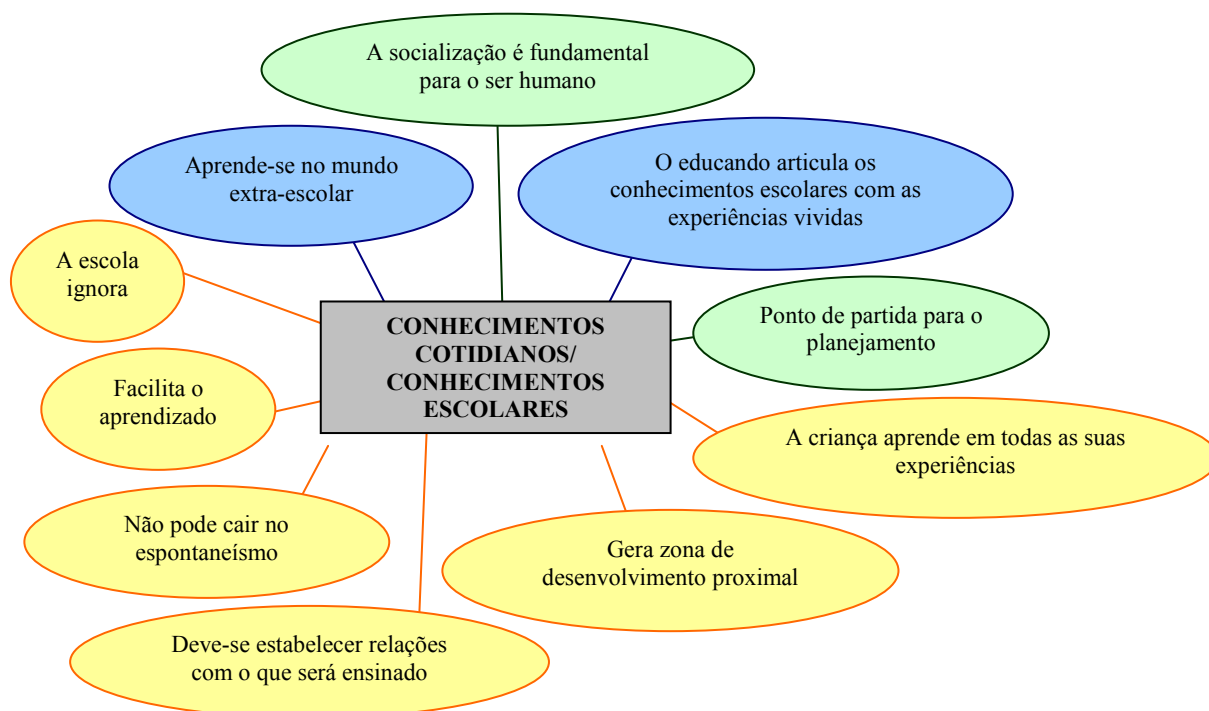 A socialização é fundamental
para o ser humano
Aprende-se no mundo
extra-escolar
O educando articula os
conhecimentos escolares com as
experiências vividas
A escola
ignora
CONHECIMENTOS
COTIDIANOS/
CONHECIMENTOS
ESCOLARES
Ponto de partida para o
planejamento
Facilita o
aprendizado
A criança aprende em todas as suas
experiências
Não pode cair no
espontaneísmo
Gera zona de
desenvolvimento proximal
Deve-se estabelecer relações
com o que será ensinado